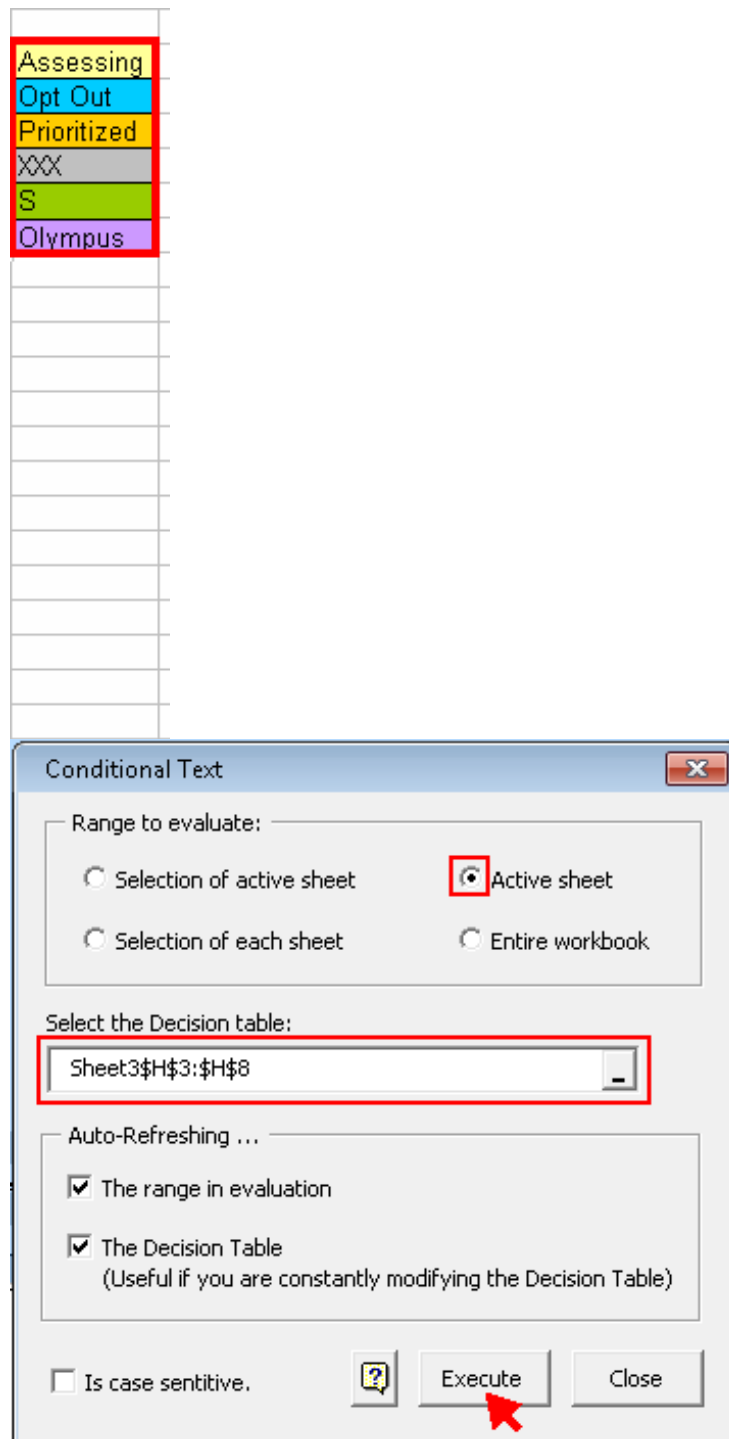 Assessing
Opt Out
Prioritized
XXX
S
Olympus
Conditional Text
Range to evaluate:
Selection of active sheet
Active sheet
Selection of each sheet
Entire workbook
Select the Decision table:
Sheet3$H$3:$H$8
Auto-Refreshing ...
The range in evaluation
The Decision Table
(Useful if you are constantly modifying the Decision Table)
Is case sentitive.
Execute
Close